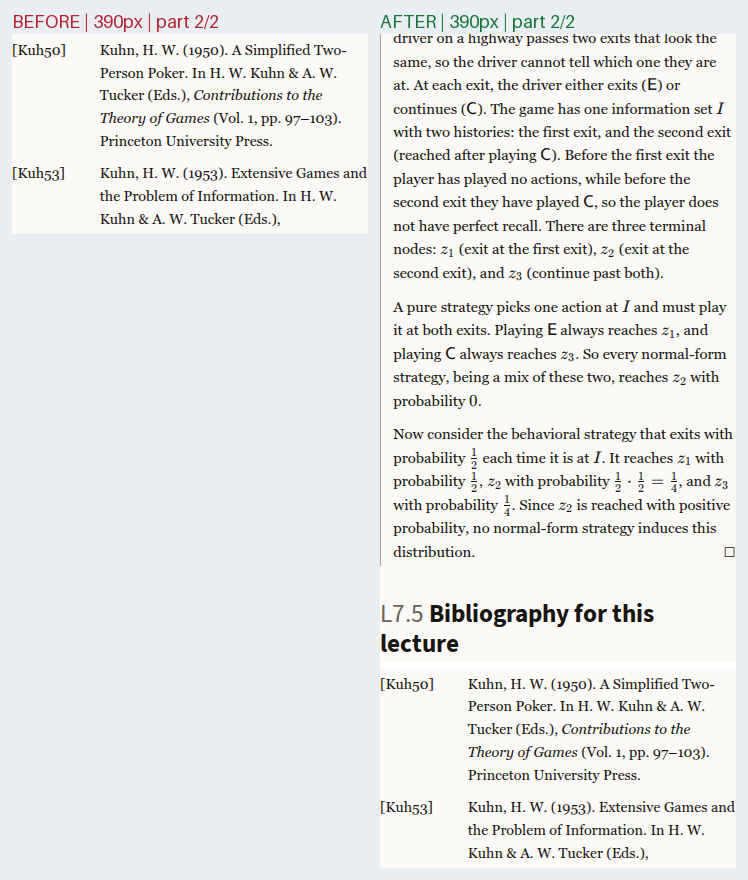 BEFORE | 390px | part 2/2
[Kuh50] Kuhn, H. W. (1950). A Simplified Two-
Person Poker. In H. W. Kuhn & A. W.
Tucker (Eds.), Contributions to the
Theory of Games (Vol. 1, pp. 97–103).
Princeton University Press.
[Kuh53] Kuhn, H. W. (1953). Extensive Games and
the Problem of Information. In H. W.
Kuhn & A. W. Tucker (Eds.),
AFTER | 390px | part 2/2
driver on a highway passes two exits that look the
same, so the driver cannot tell which one they are
at. At each exit, the driver either exits (E) or
continues (C). The game has one information set I
with two histories: the first exit, and the second exit
(reached after playing C). Before the first exit the
player has played no actions, while before the
second exit they have played C, so the player does
not have perfect recall. There are three terminal
nodes: z₁ (exit at the first exit), z₂ (exit at the
second exit), and z₃ (continue past both).
A pure strategy picks one action at I and must play
it at both exits. Playing E always reaches z₁, and
playing C always reaches z₃. So every normal-form
strategy, being a mix of these two, reaches z₂ with
probability 0.
Now consider the behavioral strategy that exits with
probability ½ each time it is at I. It reaches z₁ with
probability ½, z₂ with probability ½ · ½ = ¼, and z₃
with probability ¼. Since z₂ is reached with positive
probability, no normal-form strategy induces this
distribution. □
L7.5 Bibliography for this
lecture
[Kuh50] Kuhn, H. W. (1950). A Simplified Two-
Person Poker. In H. W. Kuhn & A. W.
Tucker (Eds.), Contributions to the
Theory of Games (Vol. 1, pp. 97–103).
Princeton University Press.
[Kuh53] Kuhn, H. W. (1953). Extensive Games and
the Problem of Information. In H. W.
Kuhn & A. W. Tucker (Eds.),